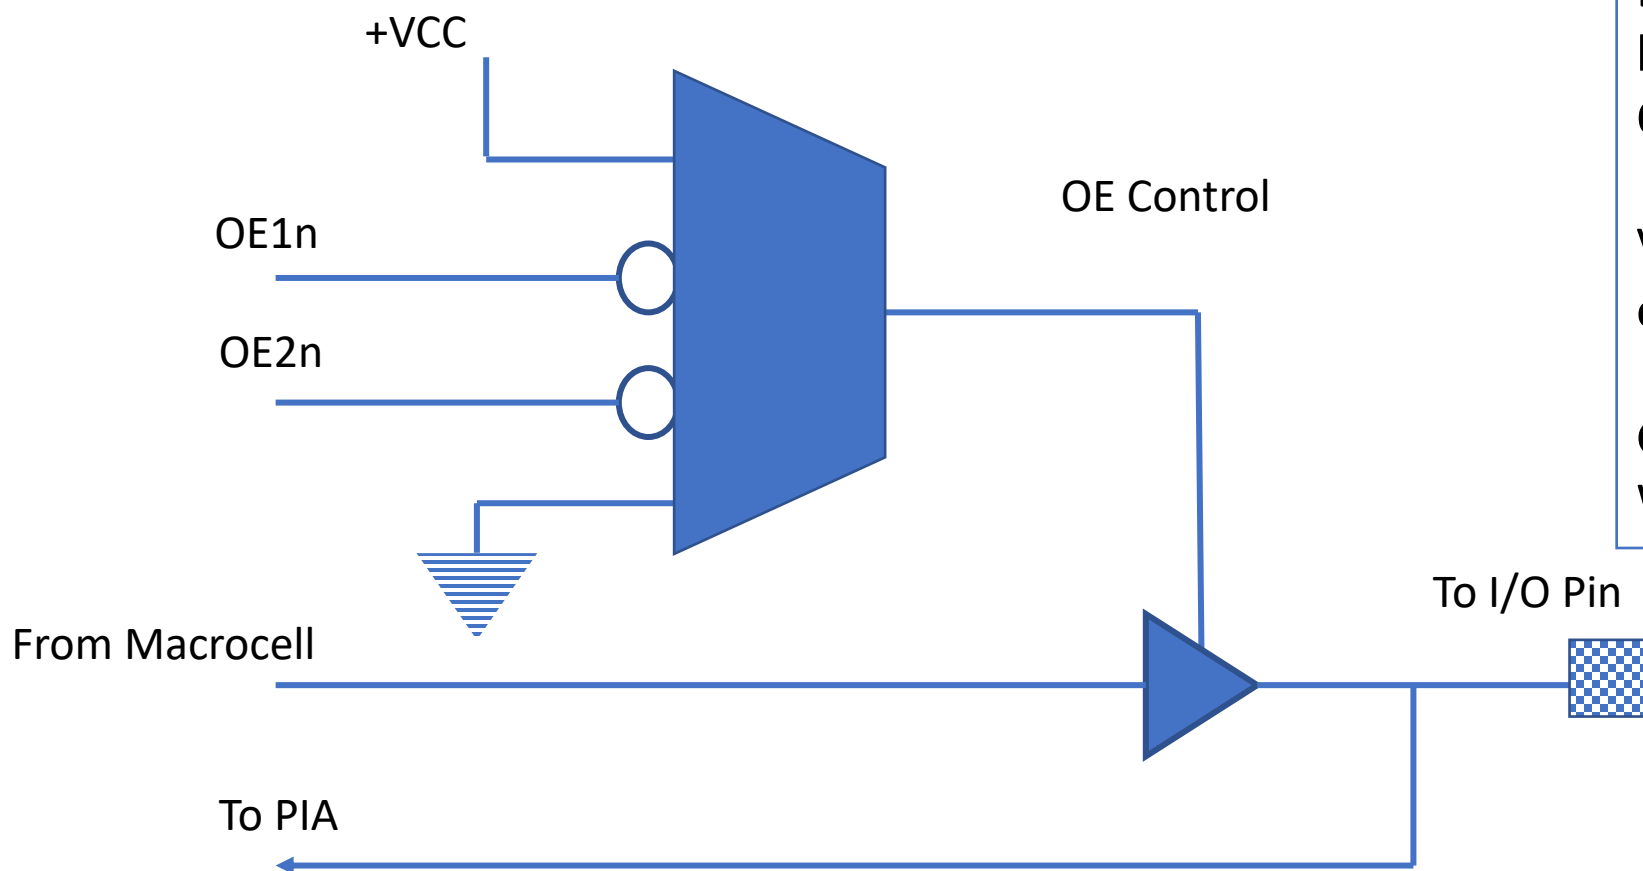 +VCC
OE Control
OE1n
OE2n
To I/O Pin
From Macrocell
To PIA